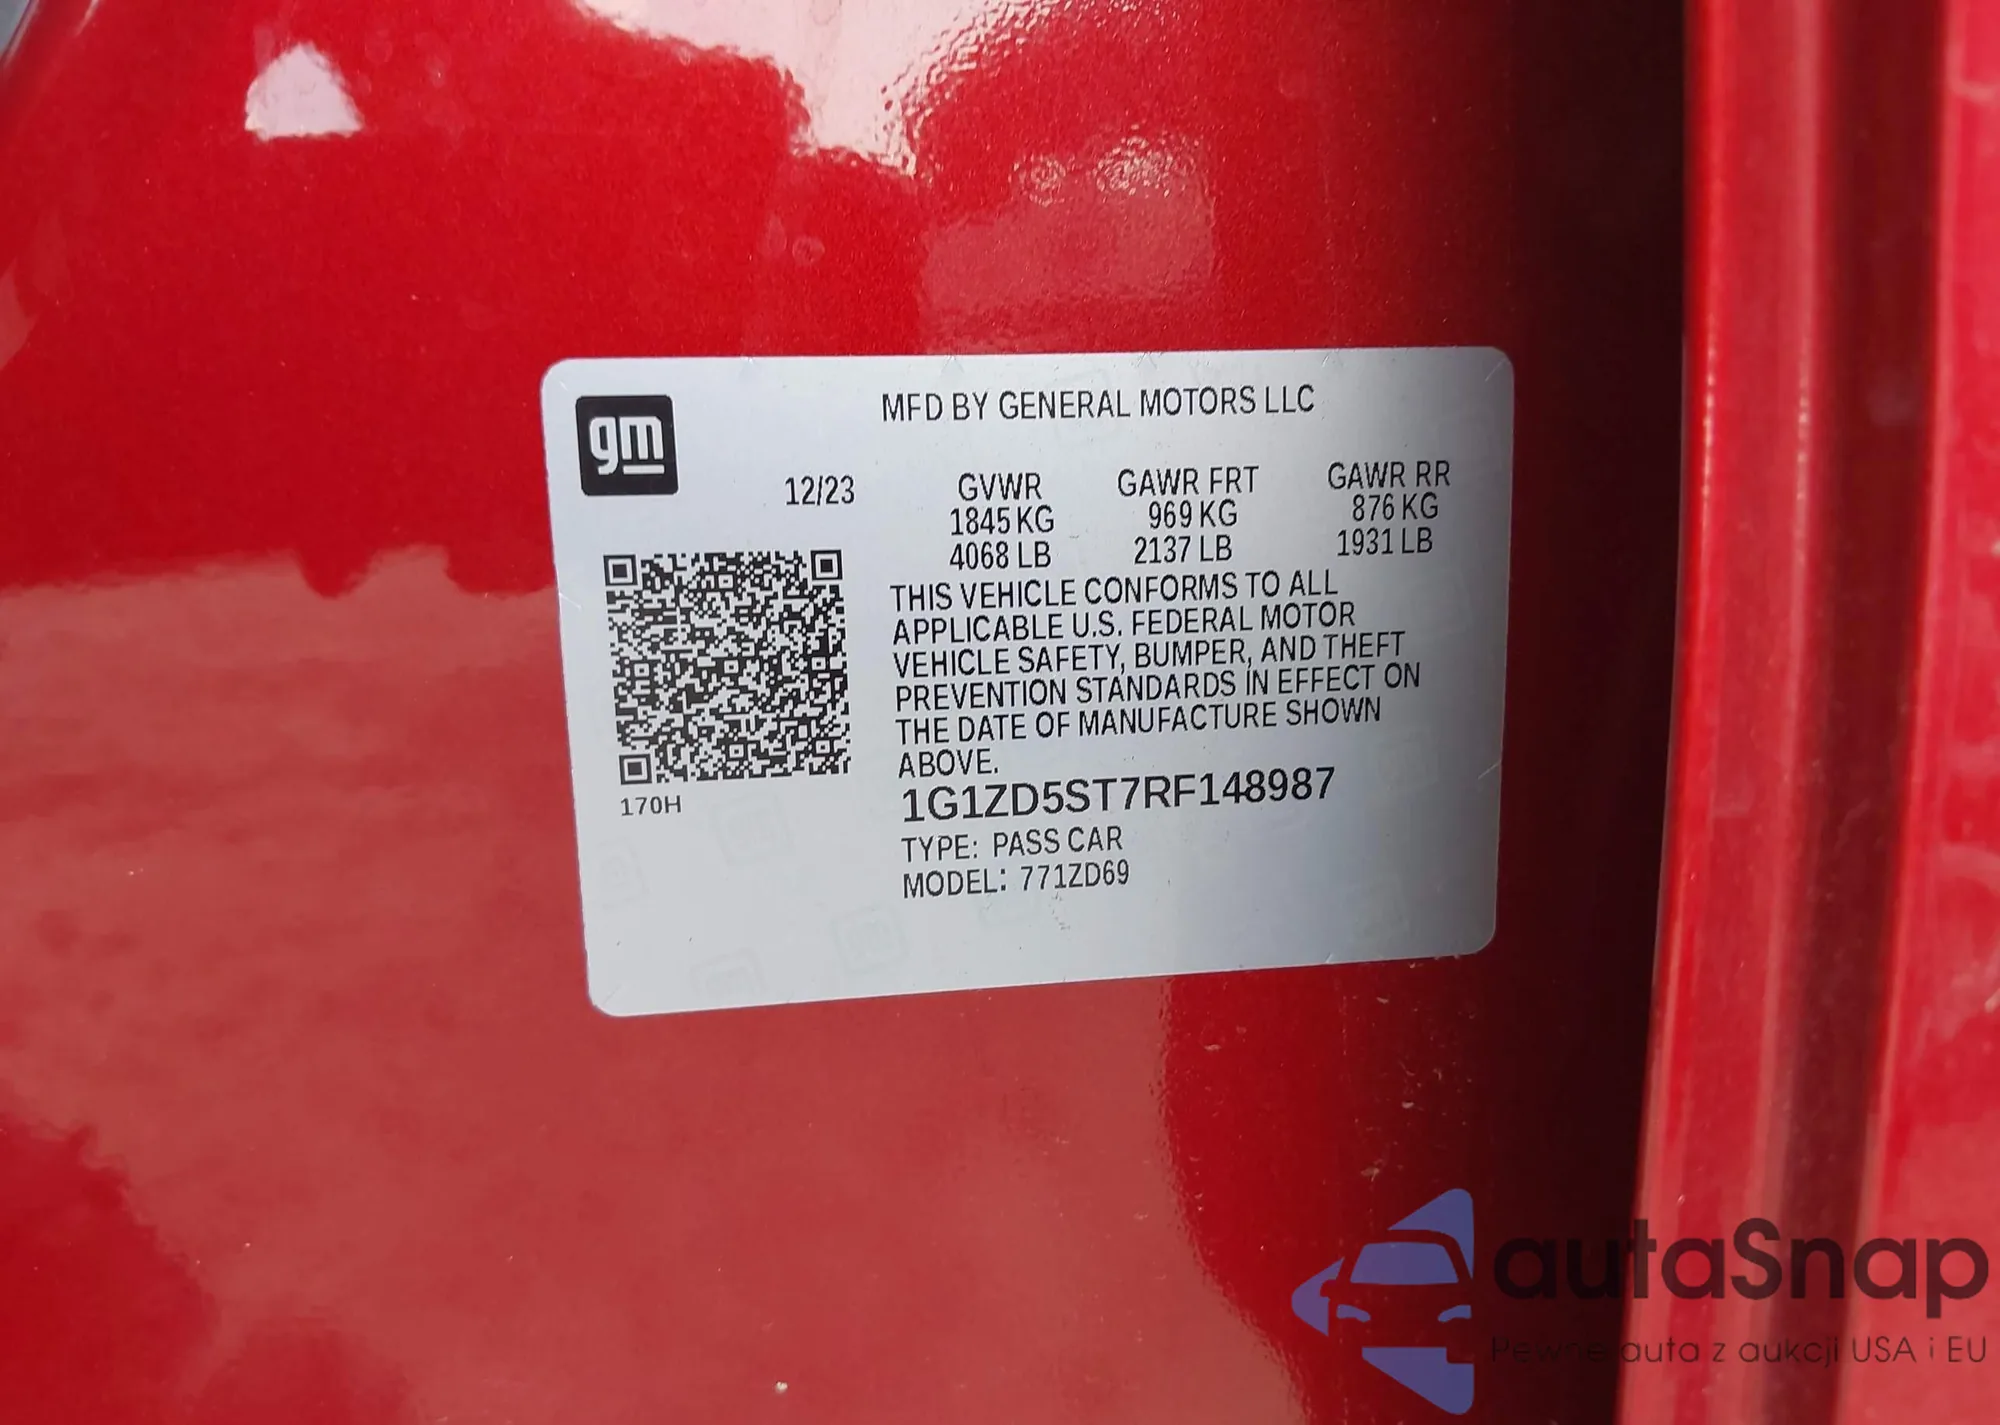 gm
MFD BY GENERAL MOTORS LLC
12/23 GVWR GAWR FRT GAWR RR
1845 KG 969 KG 876 KG
4068 LB 2137 LB 1931 LB
THIS VEHICLE CONFORMS TO ALL
APPLICABLE U.S. FEDERAL MOTOR
VEHICLE SAFETY, BUMPER, AND THEFT
PREVENTION STANDARDS IN EFFECT ON
THE DATE OF MANUFACTURE SHOWN
ABOVE.
170H
1G1ZD5ST7RF148987
TYPE: PASS CAR
MODEL: 771ZD69
autaSnap
Pewne auta z aukcji USA i EU